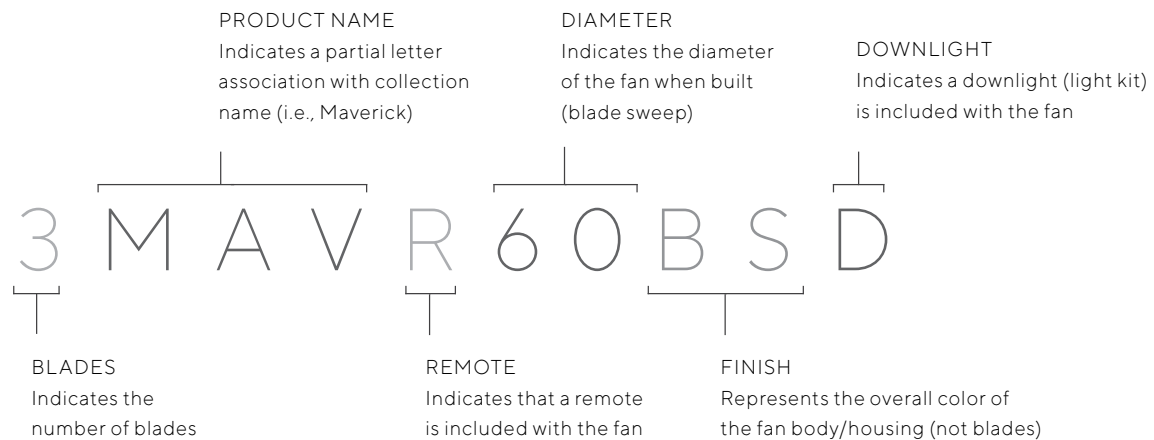 PRODUCT NAME
Indicates a partial letter
association with collection
name (i.e., Maverick)
DIAMETER
Indicates the diameter
of the fan when built
(blade sweep)
DOWNLIGHT
Indicates a downlight (light kit)
is included with the fan
3 M A V R 6 0 B S D
BLADES
Indicates the
number of blades
REMOTE
Indicates that a remote
is included with the fan
FINISH
Represents the overall color of
the fan body/housing (not blades)